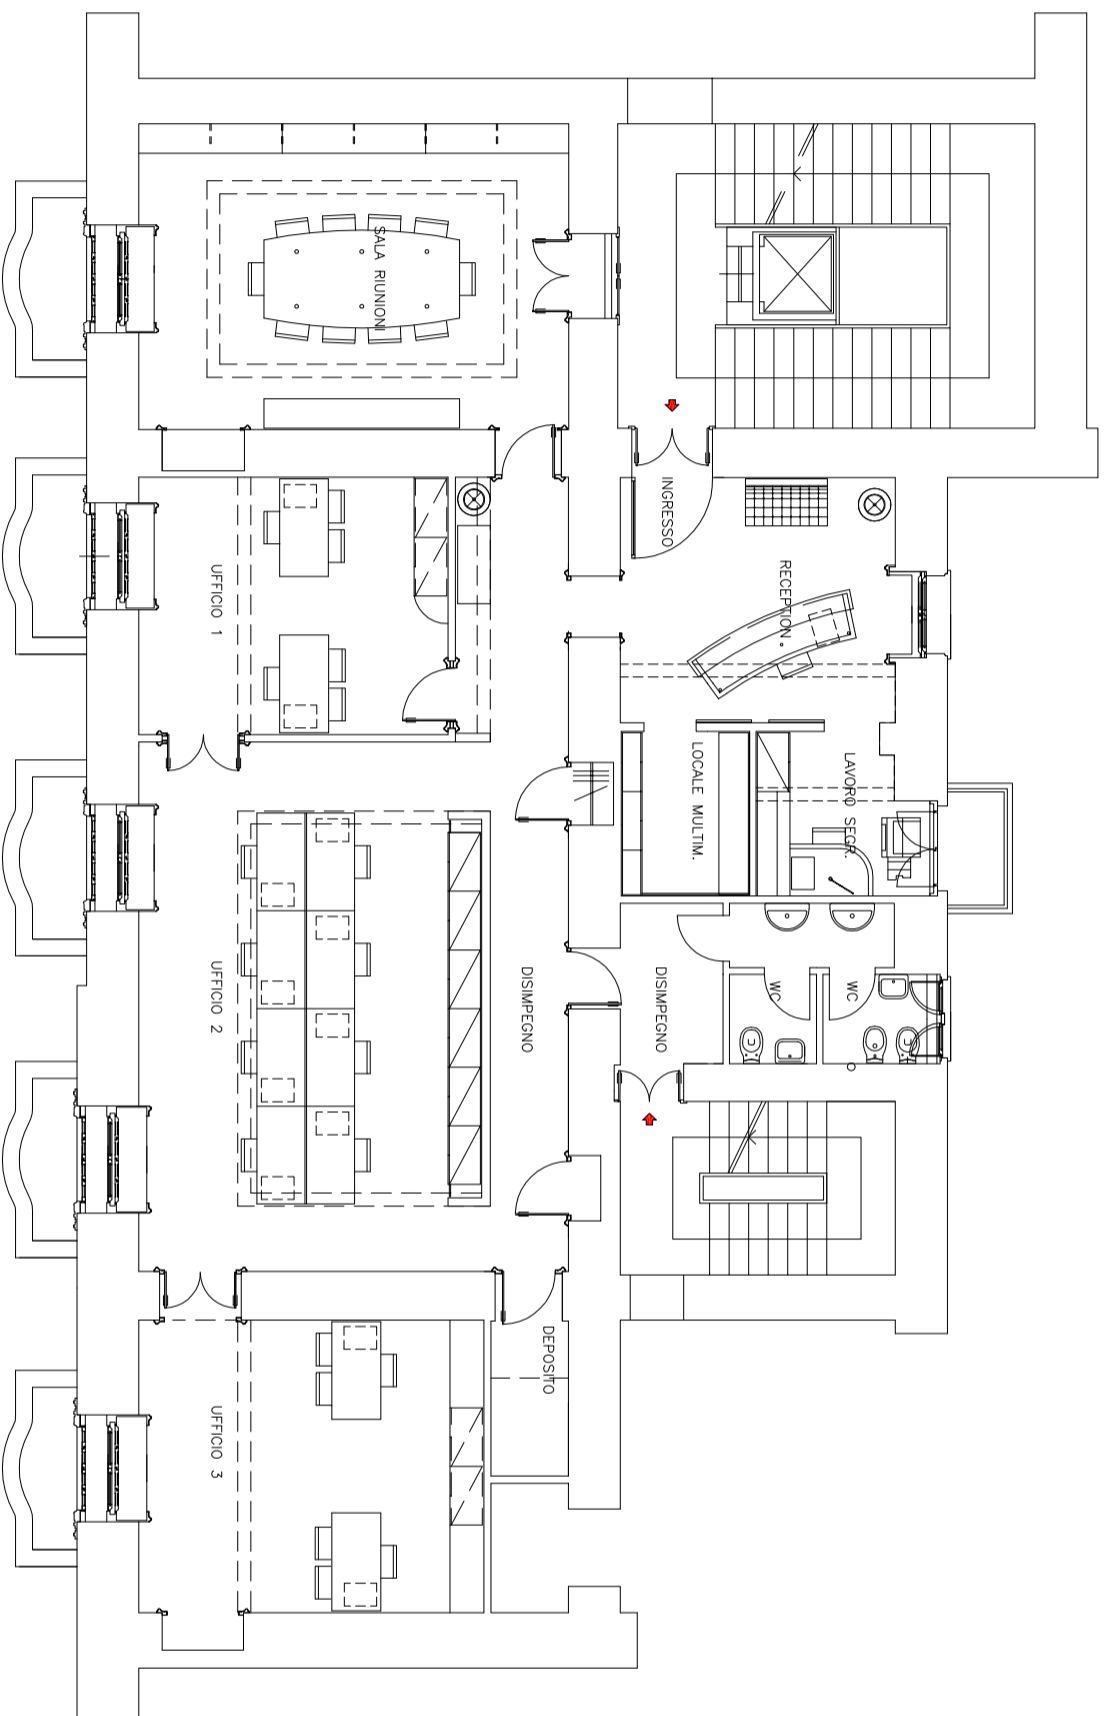 SALA RIUNIONI
INGRESSO
RECEPTION.
UFFICIO 1
LOCALE MULTIM.
LAVORO SEGR.
UFFICIO 2
DISIMPEGNO
DISIMPEGNO
WC
WC
DEPOSITO
UFFICIO 3